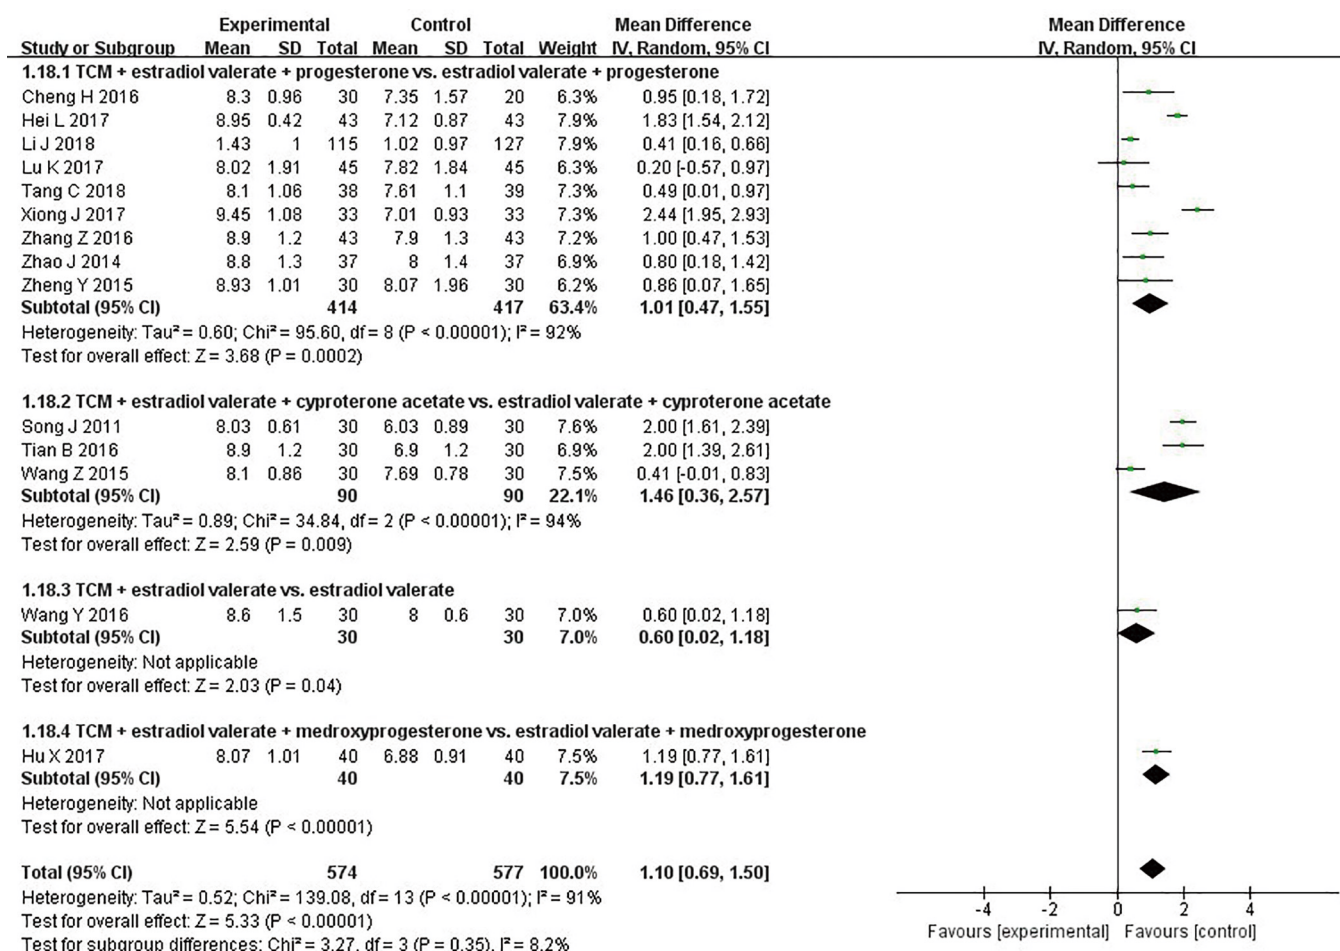 Experimental Control Mean Difference Mean Difference
Study or Subgroup Mean SD Total Mean SD Total Weight IV, Random, 95% CI IV, Random, 95% CI
1.18.1 TCM + estradiol valerate + progesterone vs. estradiol valerate + progesterone
Cheng H 2016 8.3 0.96 30 7.35 1.57 20 6.3% 0.95 [0.18, 1.72]
Hei L 2017 8.95 0.42 43 7.12 0.87 43 7.9% 1.83 [1.54, 2.12]
Li J 2018 1.43 1 115 1.02 0.97 127 7.9% 0.41 [0.16, 0.66]
Lu K 2017 8.02 1.91 45 7.82 1.84 45 6.3% 0.20 [-0.57, 0.97]
Tang C 2018 8.1 1.06 38 7.61 1.1 39 7.3% 0.49 [0.01, 0.97]
Xiong J 2017 9.45 1.08 33 7.01 0.93 33 7.3% 2.44 [1.95, 2.93]
Zhang Z 2016 8.9 1.2 43 7.9 1.3 43 7.2% 1.00 [0.47, 1.53]
Zhao J 2014 8.8 1.3 37 8 1.4 37 6.9% 0.80 [0.18, 1.42]
Zheng Y 2015 8.93 1.01 30 8.07 1.96 30 6.2% 0.86 [0.07, 1.65]
Subtotal (95% CI) 414 417 63.4% 1.01 [0.47, 1.55]
Heterogeneity: Tau² = 0.60; Chi² = 95.60, df = 8 (P < 0.00001); I² = 92%
Test for overall effect: Z = 3.68 (P = 0.0002)
1.18.2 TCM + estradiol valerate + cyproterone acetate vs. estradiol valerate + cyproterone acetate
Song J 2011 8.03 0.61 30 6.03 0.89 30 7.6% 2.00 [1.61, 2.39]
Tian B 2016 8.9 1.2 30 6.9 1.2 30 6.9% 2.00 [1.39, 2.61]
Wang Z 2015 8.1 0.86 30 7.69 0.78 30 7.5% 0.41 [-0.01, 0.83]
Subtotal (95% CI) 90 90 22.1% 1.46 [0.36, 2.57]
Heterogeneity: Tau² = 0.89; Chi² = 34.84, df = 2 (P < 0.00001); I² = 94%
Test for overall effect: Z = 2.59 (P = 0.009)
1.18.3 TCM + estradiol valerate vs. estradiol valerate
Wang Y 2016 8.6 1.5 30 8 0.6 30 7.0% 0.60 [0.02, 1.18]
Subtotal (95% CI) 30 30 7.0% 0.60 [0.02, 1.18]
Heterogeneity: Not applicable
Test for overall effect: Z = 2.03 (P = 0.04)
1.18.4 TCM + estradiol valerate + medroxyprogesterone vs. estradiol valerate + medroxyprogesterone
Hu X 2017 8.07 1.01 40 6.88 0.91 40 7.5% 1.19 [0.77, 1.61]
Subtotal (95% CI) 40 40 7.5% 1.19 [0.77, 1.61]
Heterogeneity: Not applicable
Test for overall effect: Z = 5.54 (P < 0.00001)
Total (95% CI) 574 577 100.0% 1.10 [0.69, 1.50]
Heterogeneity: Tau² = 0.52; Chi² = 139.08, df = 13 (P < 0.00001); I² = 91%
Test for overall effect: Z = 5.33 (P < 0.00001)
Test for subgroup differences: Chi² = 3.27, df = 3 (P = 0.35), I² = 8.2%
-4 -2 0 2 4
Favours [experimental] Favours [control]